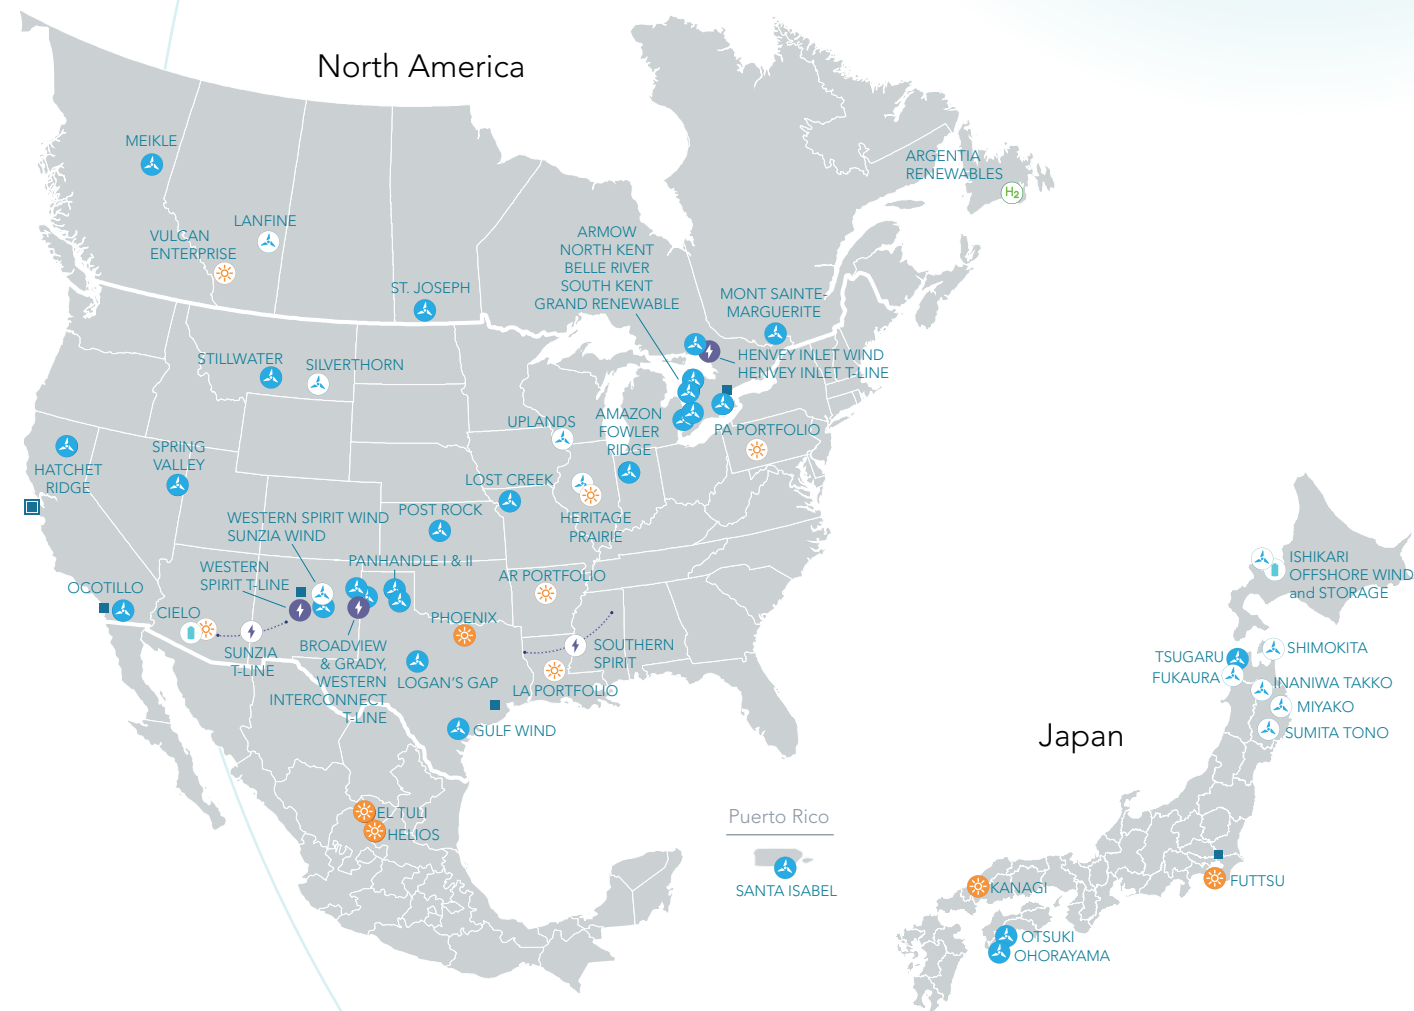 North America
MEIKLE
ARGENTIA
RENEWABLES
H2
LANFINE
VULCAN
ENTERPRISE
ARMOW
NORTH KENT
BELLE RIVER
SOUTH KENT
GRAND RENEWABLE
ST. JOSEPH
MONT SAINTE-
MARGUERITE
HENVEY INLET WIND
HENVEY INLET T-LINE
STILLWATER
SILVERTHORN
UPLANDS
AMAZON
FOWLER
RIDGE
PA PORTFOLIO
HATCHET
RIDGE
SPRING
VALLEY
LOST CREEK
POST ROCK
HERITAGE
PRAIRIE
WESTERN SPIRIT WIND
SUNZIA WIND
WESTERN
SPIRIT T-LINE
PANHANDLE I & II
AR PORTFOLIO
OCOTILLO
CIELO
PHOENIX
SUNZIA
T-LINE
BROADVIEW
& GRADY,
WESTERN
INTERCONNECT
T-LINE
LOGAN'S GAP
SOUTHERN
SPIRIT
LA PORTFOLIO
GULF WIND
EL TULI
HELIOS
Puerto Rico
SANTA ISABEL
Japan
ISHIKARI
OFFSHORE WIND
and STORAGE
TSUGARU
FUKAURA
SHIMOKITA
INANIWA TAKKO
MIYAKO
SUMITA TONO
KANAGI
FUTTSU
OTSUKI
OHORAYAMA